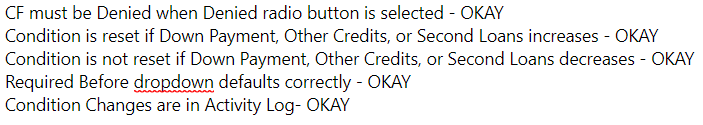 CF must be Denied when Denied radio button is selected - OKAY
Condition is reset if Down Payment, Other Credits, or Second Loans increases - OKAY
Condition is not reset if Down Payment, Other Credits, or Second Loans decreases - OKAY
Required Before dropdown defaults correctly - OKAY
Condition Changes are in Activity Log- OKAY